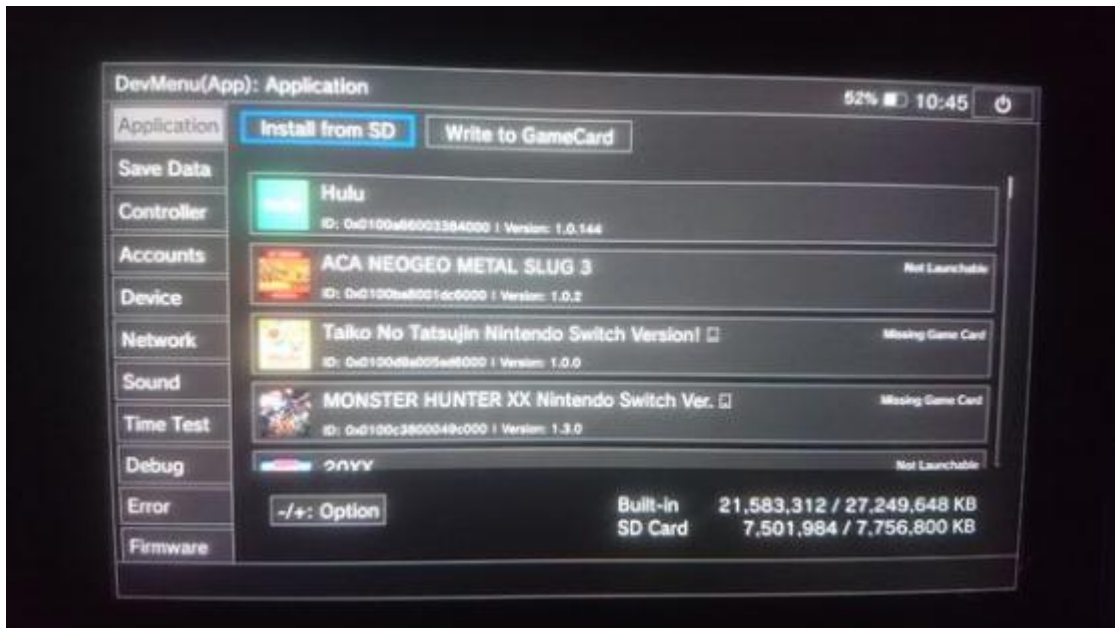 DevMenu(App): Application
52% 10:45
Application
Install from SD
Write to GameCard
Save Data
Controller
Accounts
Device
Network
Sound
Time Test
Debug
Error
Firmware
Hulu
ID: 0x0100a66003384000 | Version: 1.0.144
ACA NEOGEO METAL SLUG 3
Not Launchable
ID: 0x0100ba8001dc6000 | Version: 1.0.2
Taiko No Tatsujin Nintendo Switch Version!
Missing Game Card
ID: | Version: 1.0.0
MONSTER HUNTER XX Nintendo Switch Ver.
Missing Game Card
ID: 0x0100c3800049c000 | Version: 1.3.0
20XX
Not Launchable
-/+: Option
Built-in 21,583,312 / 27,249,648 KB
SD Card 7,501,984 / 7,756,800 KB